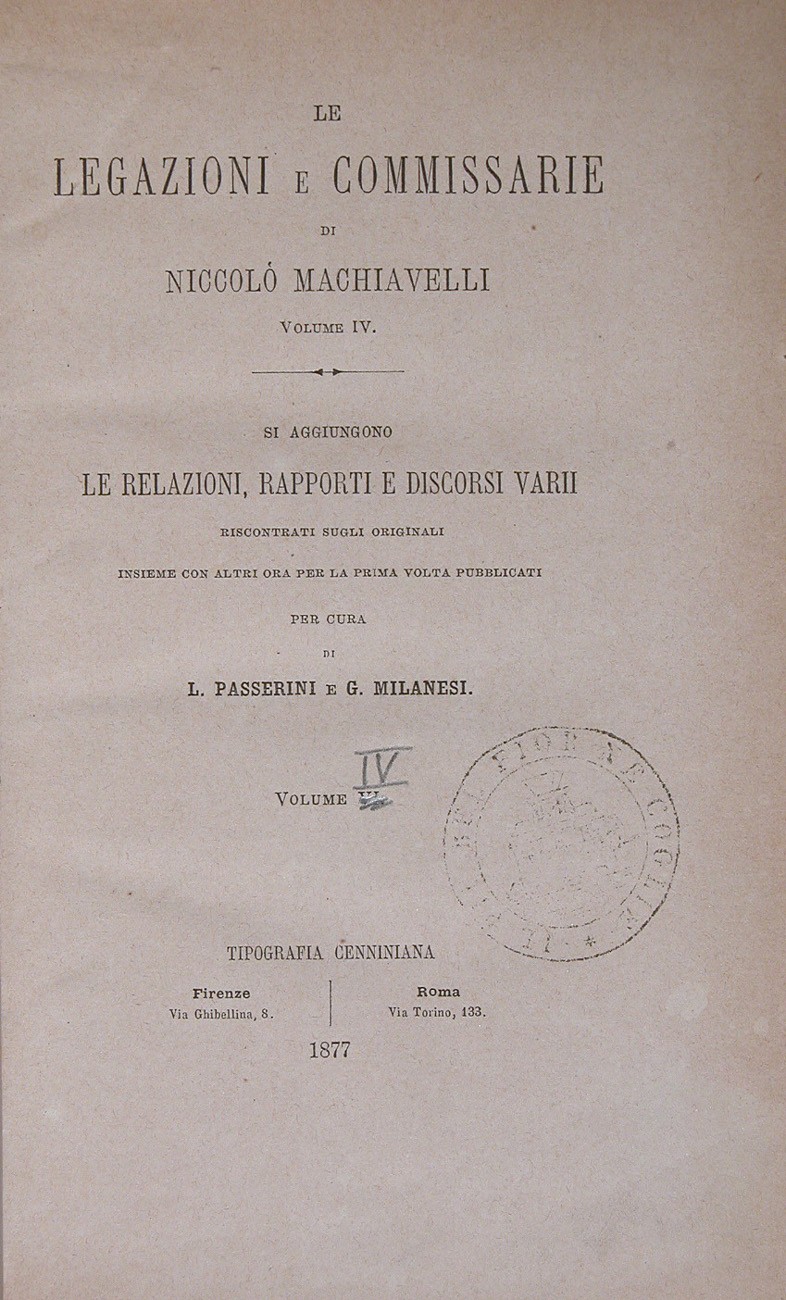 LE
LEGAZIONI E COMMISSARIE
DI
NICCOLÒ MACHIAVELLI
VOLUME IV.
SI AGGIUNGONO
LE RELAZIONI, RAPPORTI E DISCORSI VARII
RISCONTRATI SUGLI ORIGINALI
INSIEME CON ALTRI ORA PER LA PRIMA VOLTA PUBBLICATI
PER CURA
DI
L. PASSERINI E G. MILANESI.
IV
VOLUME
TIPOGRAFIA CENNINIANA
Firenze
Via Ghibellina, 8.
Roma
Via Torino, 133.
1877